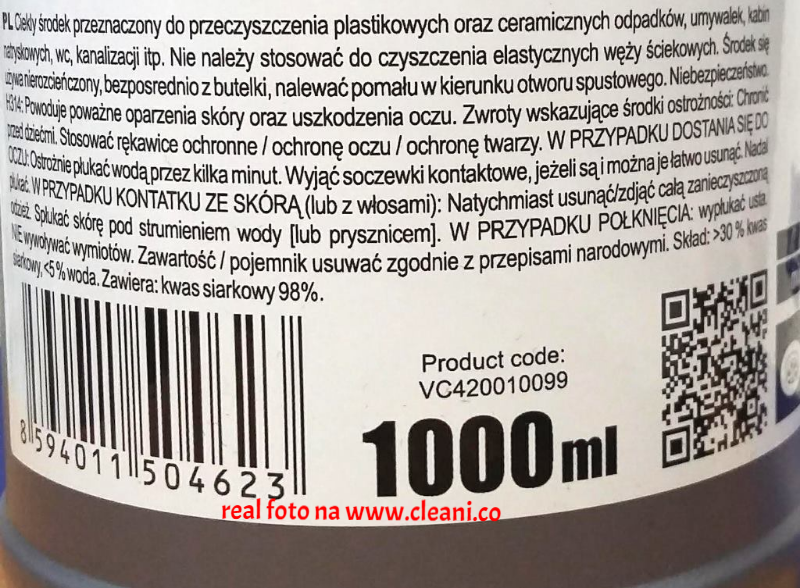 PL Ciekły środek przeznaczony do przeczyszczenia plastikowych oraz ceramicznych odpadków, umywalek, kabin
natyskowych, wc, kanalizacji itp. Nie należy stosować do czyszczenia elastycznych węży ściekowych. Środek się
używa nierozcieńczony, bezposrednio z butelki, nalewać pomału w kierunku otworu spustowego. Niebezpieczeństwo.
H314: Powoduje poważne oparzenia skóry oraz uszkodzenia oczu. Zwroty wskazujące środki ostrożności: Chronić
przed dziećmi. Stosować rękawice ochronne / ochronę oczu / ochronę twarzy. W PRZYPADKU DOSTANIA SIĘ DO
OCZU: Ostrożnie płukać wodą przez kilka minut. Wyjąć soczewki kontaktowe, jeżeli są i można je łatwo usunąć. Nadal
płukać. W PRZYPADKU KONTATKU ZE SKÓRĄ (lub z włosami): Natychmiast usunąć/zdjąć całą zanieczyszczoną
odzież. Spłukać skórę pod strumieniem wody [lub prysznicem]. W PRZYPADKU POŁKNIĘCIA: wypłukać usta.
NIE wywoływać wymiotów. Zawartość / pojemnik usuwać zgodnie z przepisami narodowymi. Skład: >30 % kwas
siarkowy, <5% woda. Zawiera: kwas siarkowy 98%.
Product code:
VC420010099
1000ml
8 594011 504623
real foto na www.cleani.co